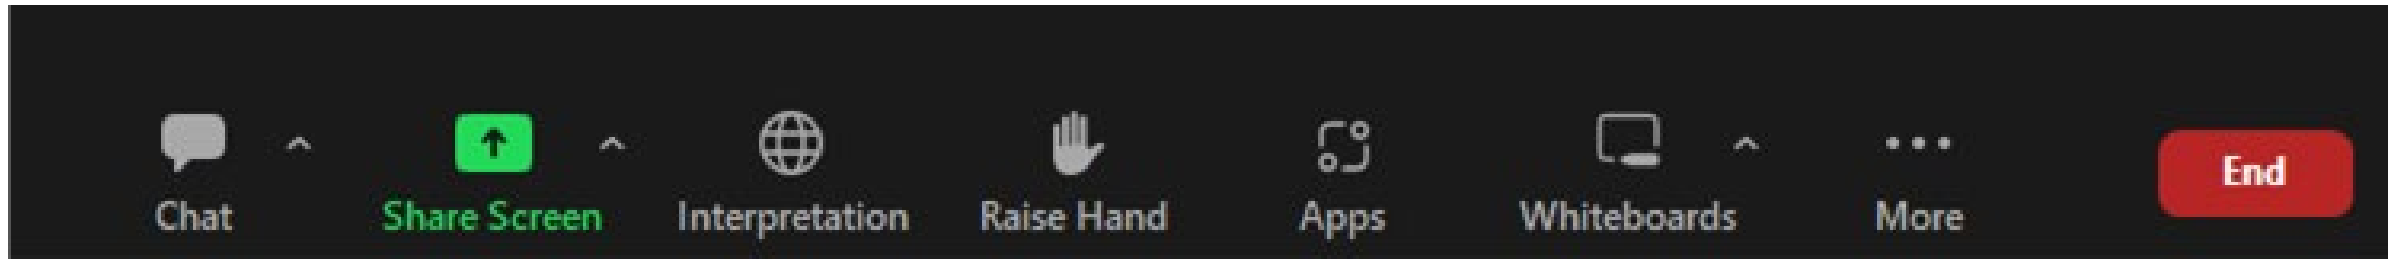 Chat
Share Screen
Interpretation
Raise Hand
Apps
Whiteboards
More
End